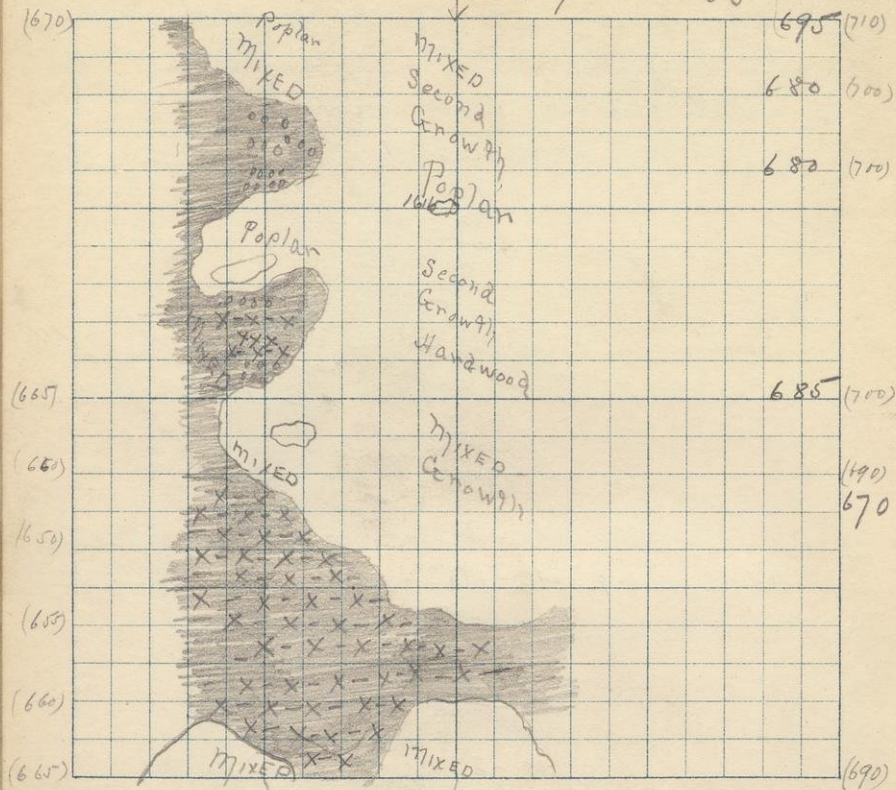 (670)
Poplar
MIXED
MIXED
Second
Growth
Poplar
695 (710)
680 (700)
680 (700)
Poplar
Second
Growth
Hardwood
MIXED
(665)
685 (700)
MIXED
Growth
MIXED
(660)
(690)
670
(650)
(655)
(660)
MIXED
MIXED
(665)
(690)